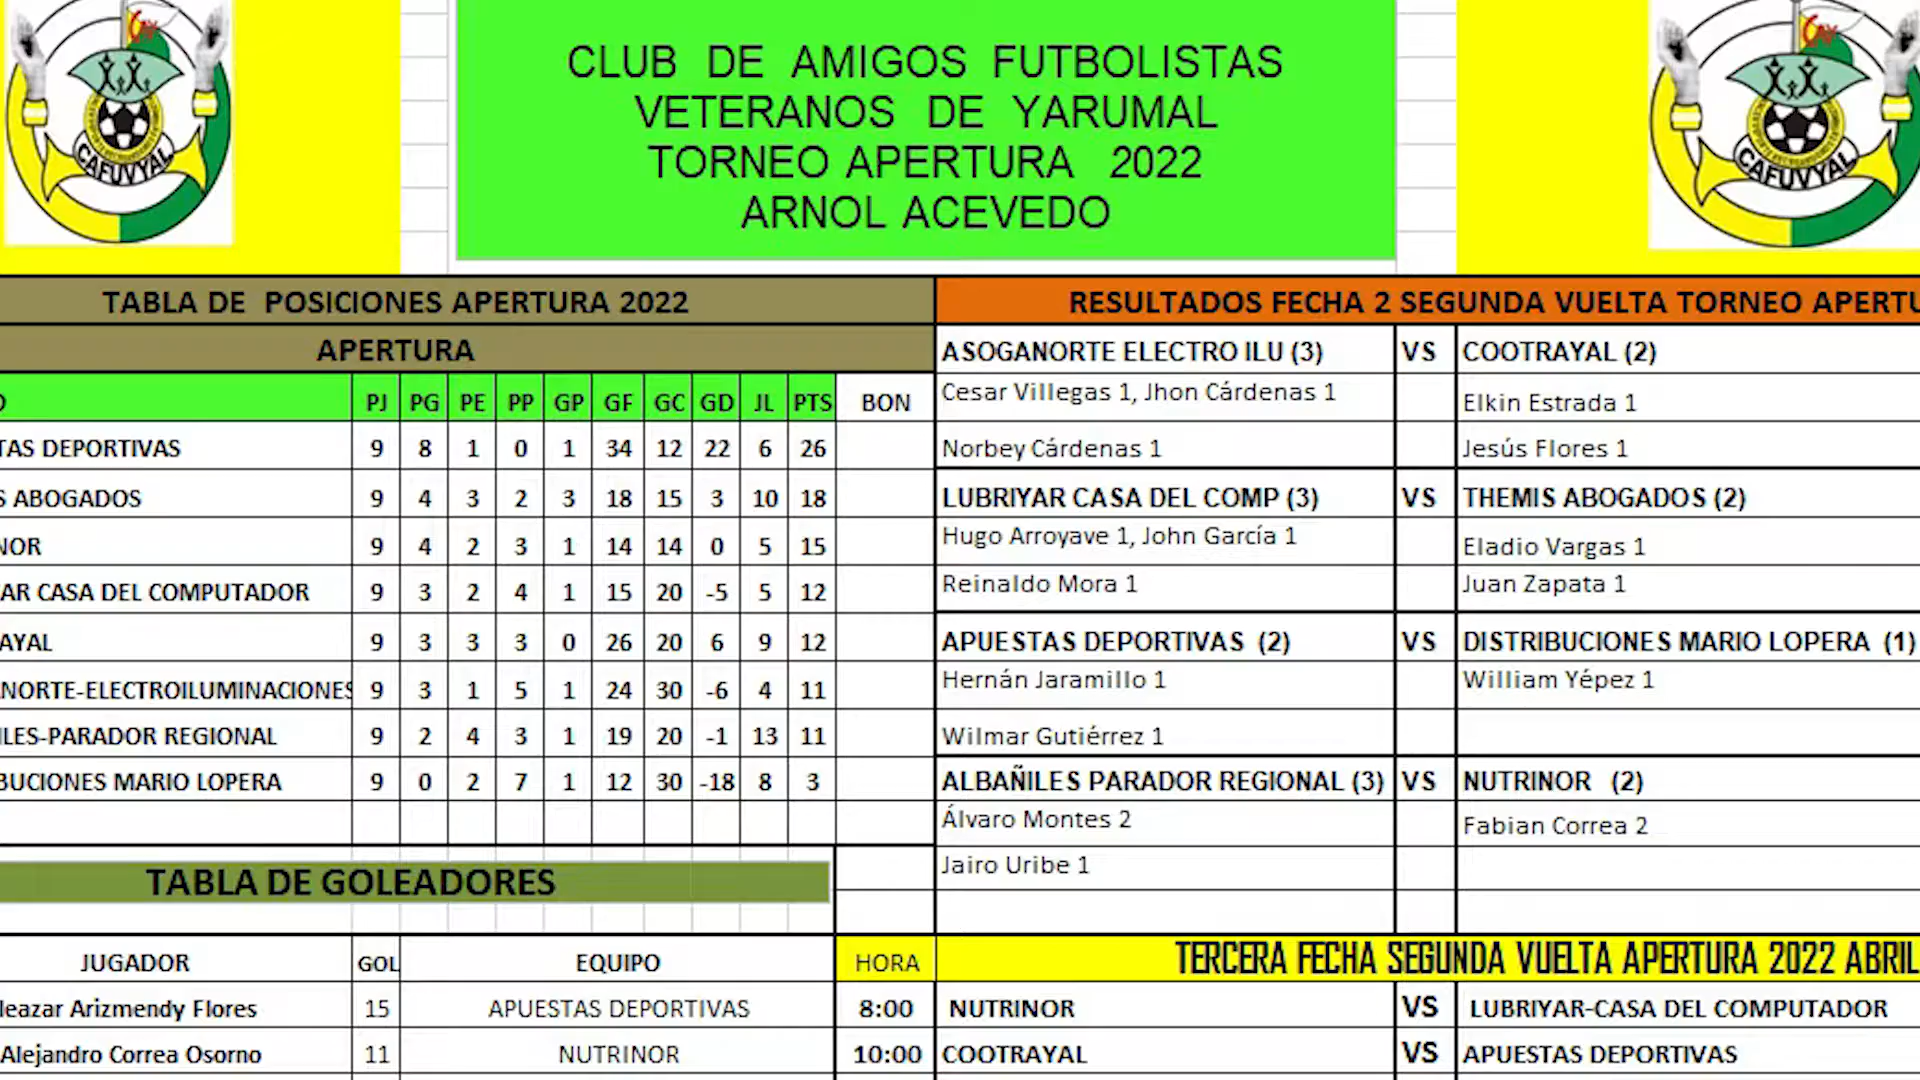 CAFUVYAL
CLUB DE AMIGOS FUTBOLISTAS
VETERANOS DE YARUMAL
TORNEO APERTURA 2022
ARNOL ACEVEDO
CAFUVYAL
TABLA DE POSICIONES APERTURA 2022
APERTURA
O PJ PG PE PP GP GF GC GD JL PTS BON
TAS DEPORTIVAS 9 8 1 0 1 34 12 22 6 26
S ABOGADOS 9 4 3 2 3 18 15 3 10 18
NOR 9 4 2 3 1 14 14 0 5 15
AR CASA DEL COMPUTADOR 9 3 2 4 1 15 20 -5 5 12
AYAL 9 3 3 3 0 26 20 6 9 12
NORTE-ELECTROILUMINACIONES 9 3 1 5 1 24 30 -6 4 11
LES-PARADOR REGIONAL 9 2 4 3 1 19 20 -1 13 11
BUCIONES MARIO LOPERA 9 0 2 7 1 12 30 -18 8 3
RESULTADOS FECHA 2 SEGUNDA VUELTA TORNEO APERTU
ASOGANORTE ELECTRO ILU (3) VS COOTRAYAL (2)
Cesar Villegas 1, Jhon Cárdenas 1 Elkin Estrada 1
Norbey Cárdenas 1 Jesús Flores 1
LUBRIYAR CASA DEL COMP (3) VS THEMIS ABOGADOS (2)
Hugo Arroyave 1, John García 1 Eladio Vargas 1
Reinaldo Mora 1 Juan Zapata 1
APUESTAS DEPORTIVAS (2) VS DISTRIBUCIONES MARIO LOPERA (1)
Hernán Jaramillo 1 William Yépez 1
Wilmar Gutiérrez 1
ALBAÑILES PARADOR REGIONAL (3) VS NUTRINOR (2)
Álvaro Montes 2 Fabian Correa 2
Jairo Uribe 1
TABLA DE GOLEADORES
JUGADOR GOL EQUIPO
leazar Arizmendy Flores 15 APUESTAS DEPORTIVAS
Alejandro Correa Osorno 11 NUTRINOR
HORA TERCERA FECHA SEGUNDA VUELTA APERTURA 2022 ABRIL
8:00 NUTRINOR VS LUBRIYAR-CASA DEL COMPUTADOR
10:00 COOTRAYAL VS APUESTAS DEPORTIVAS